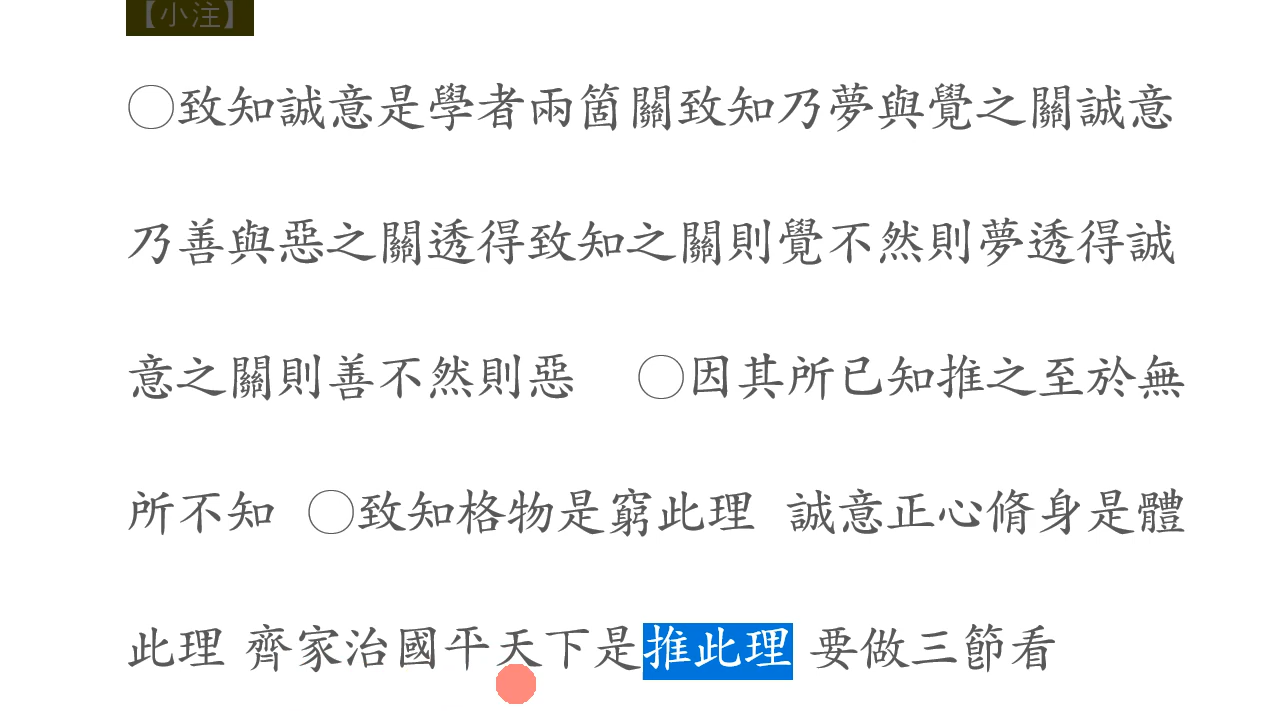 【小注】
〇致知誠意是學者兩箇關致知乃夢與覺之關誠意
乃善與惡之關透得致知之關則覺不然則夢透得誠
意之關則善不然則惡 〇因其所已知推之至於無
所不知 〇致知格物是窮此理 誠意正心脩身是體
此理 齊家治國平天下是推此理 要做三節看